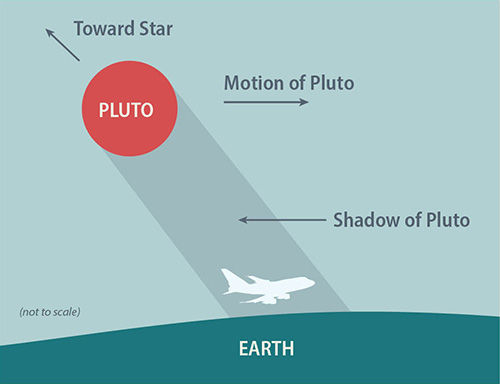 Toward Star
Motion of Pluto
PLUTO
Shadow of Pluto
(not to scale)
EARTH